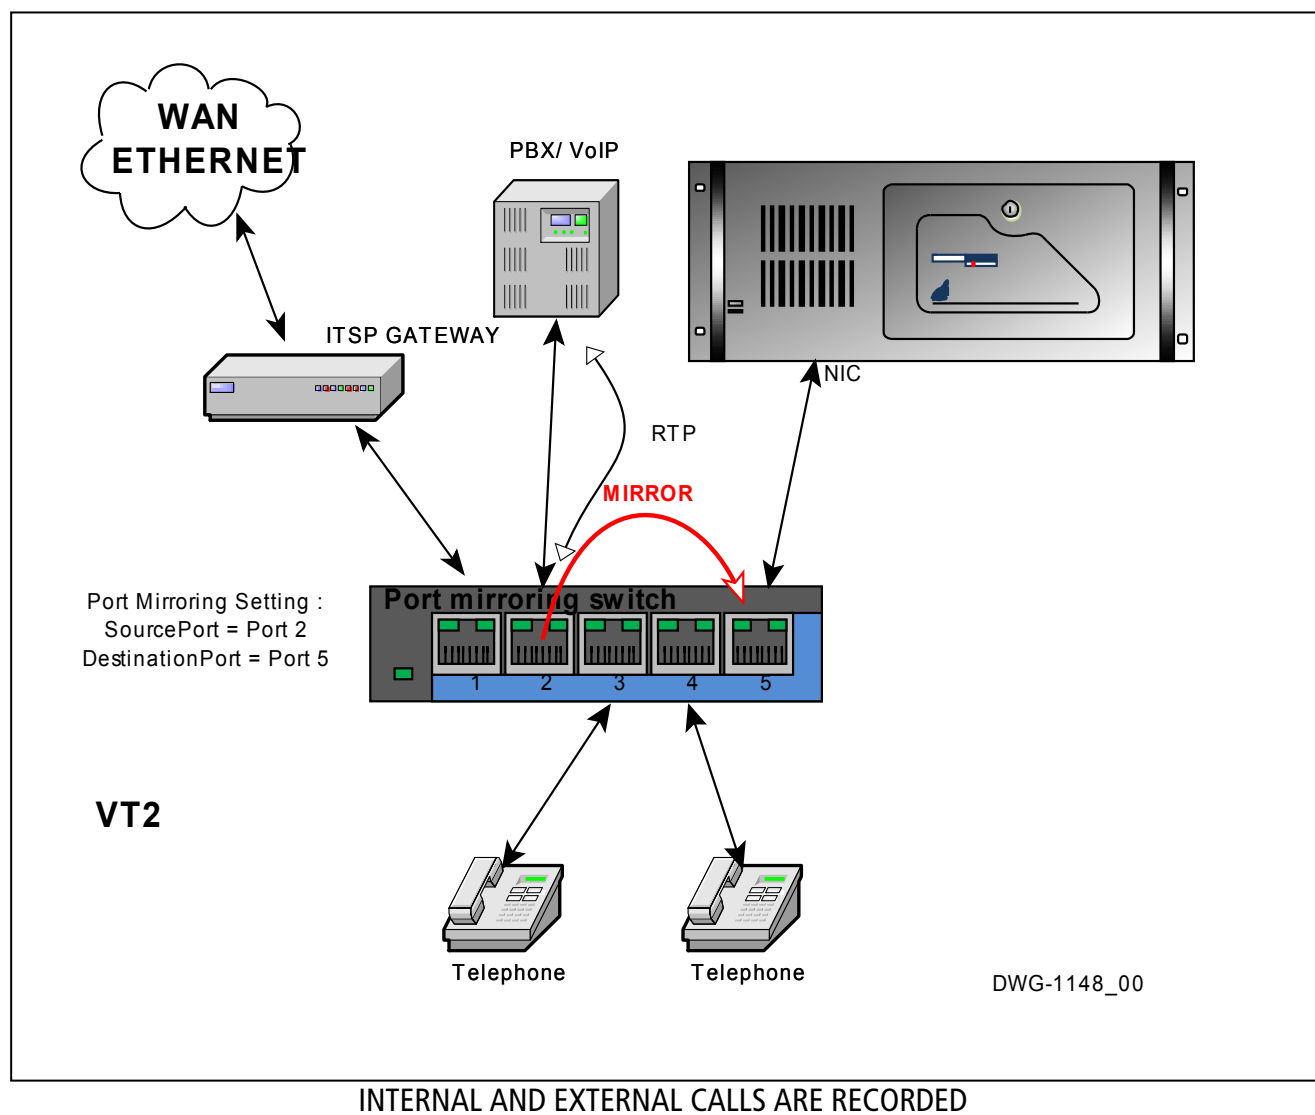 WAN
ETHERNET
PBX/ VoIP
ITSP GATEWAY
NIC
RTP
MIRROR
Port mirroring switch
Port Mirroring Setting :
SourcePort = Port 2
DestinationPort = Port 5
1 2 3 4 5
VT2
Telephone
Telephone
DWG-1148_00
INTERNAL AND EXTERNAL CALLS ARE RECORDED